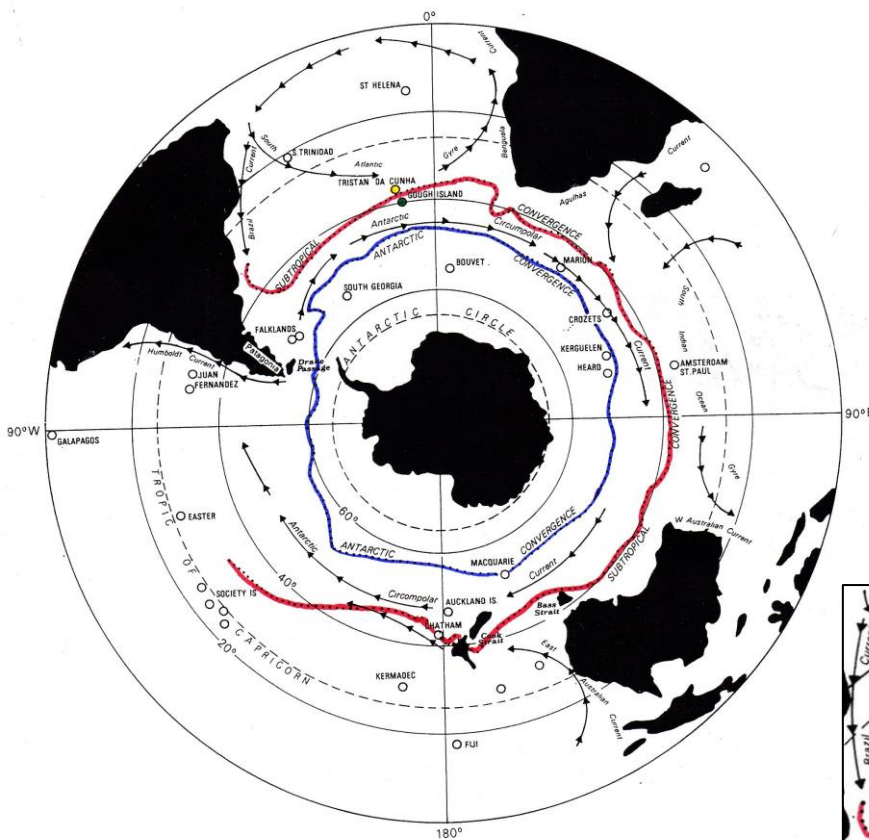 0°
ST HELENA
Current
Benguela
Gyre
South
Atlantic
S.TRINIDAD
Current
Brazil
TRISTAN DA CUNHA
GOUGH ISLAND
Agulhas
Current
SUBTROPICAL
CONVERGENCE
Antarctic
Circumpolar
ANTARCTIC
CONVERGENCE
MARION
BOUVET
SOUTH GEORGIA
CROZETS
South
Indian
Ocean
Gyre
FALKLANDS
ANTARCTIC CIRCLE
KERGUELEN
HEARD
Current
AMSTERDAM
ST.PAUL
Humboldt
Current
Patagonia
Drake
Passage
JUAN
FERNANDEZ
CONVERGENCE
90°W
90°E
GALAPAGOS
TROPIC OF CAPRICORN
EASTER
60°
W Australian Current
Antarctic
ANTARCTIC
CONVERGENCE
SUBTROPICAL
MACQUARIE
Current
40°
Circompolar
AUCKLAND IS.
Bass
Strait
SOCIETY IS
CHATHAM
Cook
Strait
20°
East
Australian
Current
KERMADEC
FIJI
180°
Current
Brazil